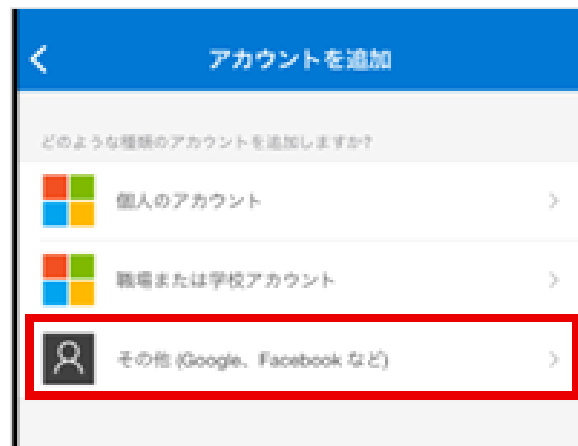 アカウントを追加
どのような種類のアカウントを追加しますか?
個人のアカウント
職場または学校アカウント
その他 (Google、Facebook など)